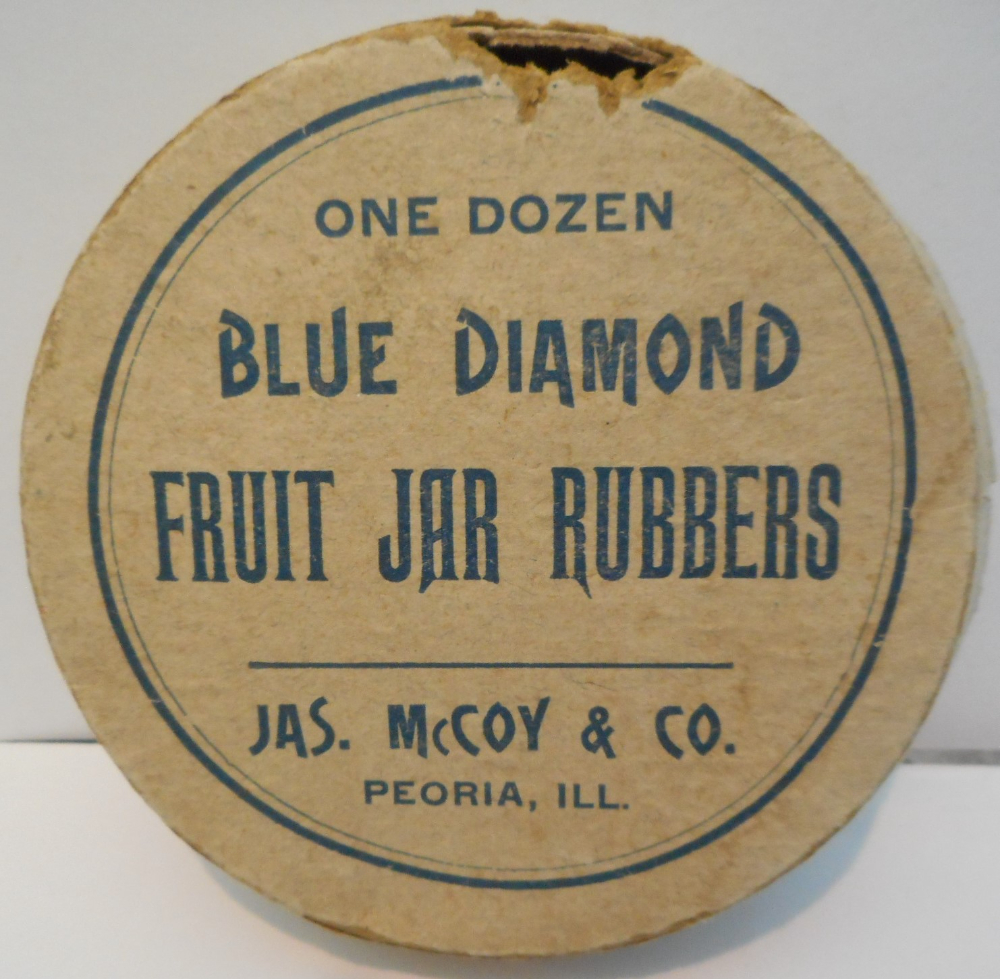 ONE DOZEN
BLUE DIAMOND
FRUIT JAR RUBBERS
JAS. McCOY & CO.
PEORIA, ILL.